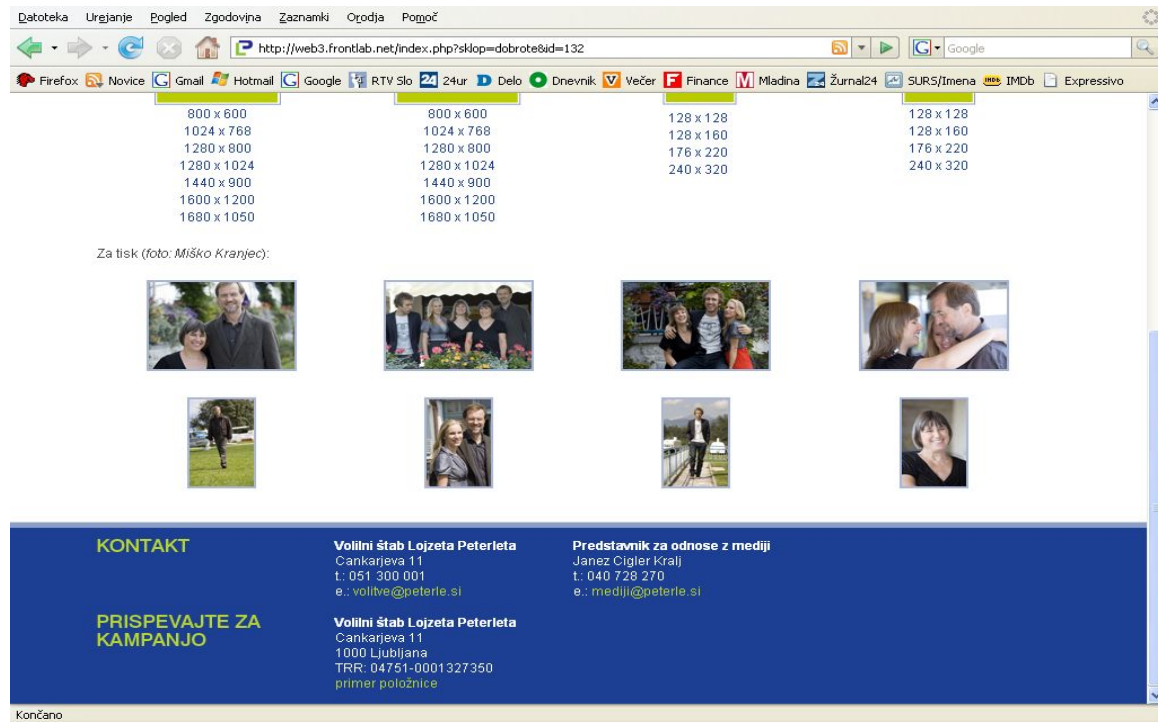 Datoteka Urejanje Pogled Zgodovina Zaznamki Orodja Pomoč
http://web3.frontlab.net/index.php?sklop=dobrote&id=132
Google
Firefox Novice Gmail Hotmail Google RTV Slo 24ur Delo Dnevnik Večer Finance Mladina Žurnal24 SURS/Imena IMDb Expressivo
800 x 600
1024 x 768
1280 x 800
1280 x 1024
1440 x 900
1600 x 1200
1680 x 1050
800 x 600
1024 x 768
1280 x 800
1280 x 1024
1440 x 900
1600 x 1200
1680 x 1050
128 x 128
128 x 160
176 x 220
240 x 320
128 x 128
128 x 160
176 x 220
240 x 320
Za tisk (foto: Miško Kranjec):
KONTAKT
Volilni štab Lojzeta Peterleta
Cankarjeva 11
t.: 051 300 001
e.: volitve@peterle.si
Predstavnik za odnose z mediji
Janez Cigler Kralj
t.: 040 728 270
e.: mediji@peterle.si
PRISPEVAJTE ZA
KAMPANJO
Volilni štab Lojzeta Peterleta
Cankarjeva 11
1000 Ljubljana
TRR: 04751-0001327350
primer položnice
Končano